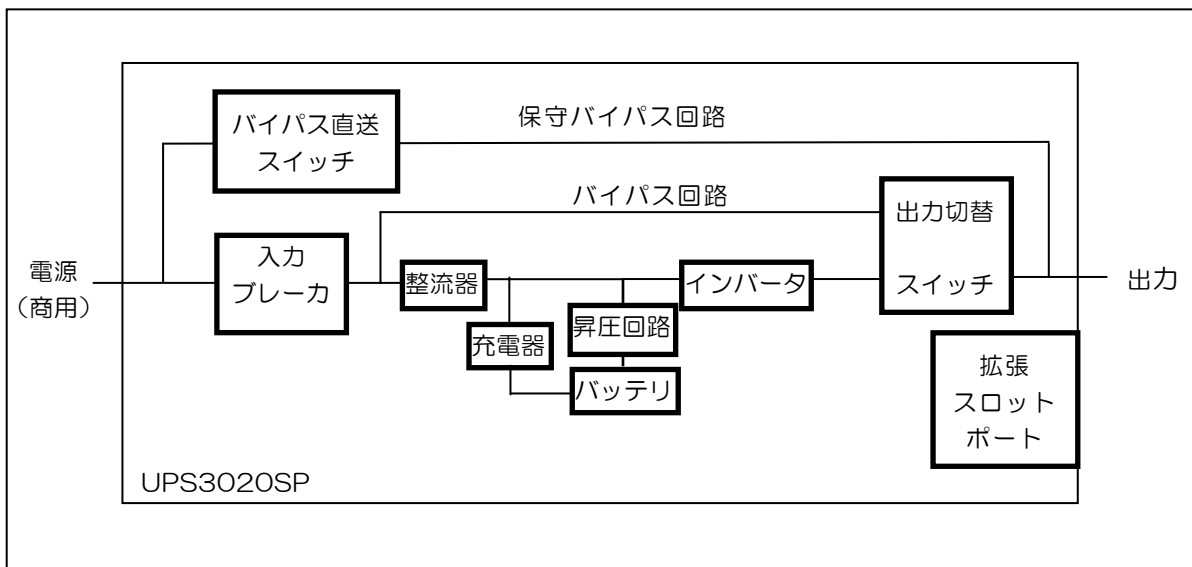 バイパス直送
スイッチ
保守バイパス回路
バイパス回路
出力切替
スイッチ
入力
ブレーカ
電源
(商用)
整流器
インバータ
出力
充電器
昇圧回路
バッテリ
拡張
スロット
ポート
UPS3020SP